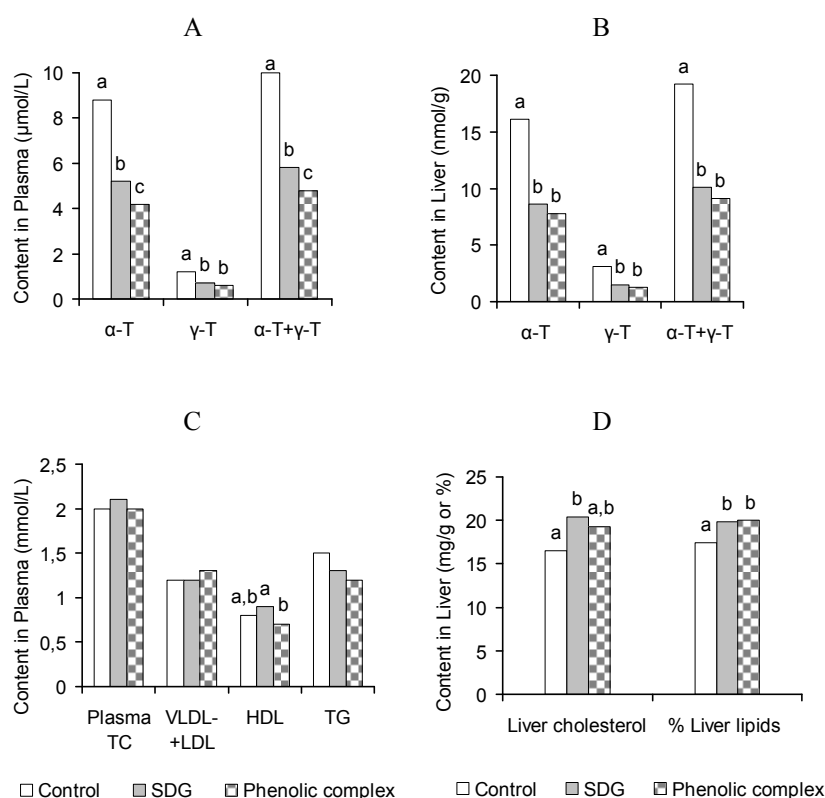 A
Content in Plasma (µmol/L)
10
8
6
4
2
0
a
b
c
a
b
b
a
b
c
α-T
γ-T
α-T+γ-T
B
Content in Liver (nmol/g)
20
15
10
5
0
a
b
b
a
b
b
a
b
b
α-T
γ-T
α-T+γ-T
C
Content in Plasma (mmol/L)
2,5
2
1,5
1
0,5
0
a,b
a
b
Plasma
TC
VLDL-
+LDL
HDL
TG
Control
SDG
Phenolic complex
D
Content in Liver (mg/g or %)
25
20
15
10
5
0
a
b
a,b
a
b
b
Liver cholesterol
% Liver lipids
Control
SDG
Phenolic complex